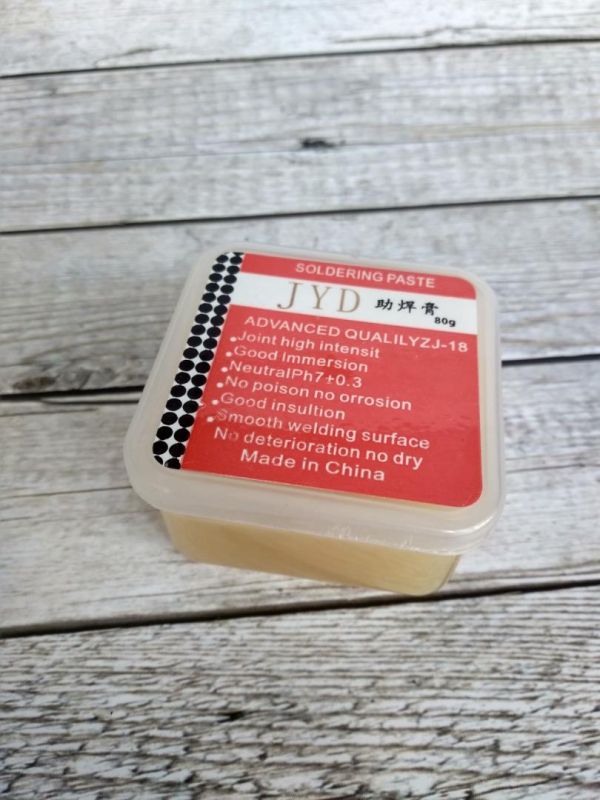 SOLDERING PASTE
JYD 助焊膏 80g
ADVANCED QUALILYZJ-18
•Joint high intensit
•Good Immersion
•NeutralPh7+0.3
•No poison no orrosion
•Good insultion
•Smooth welding surface
No deterioration no dry
Made in China